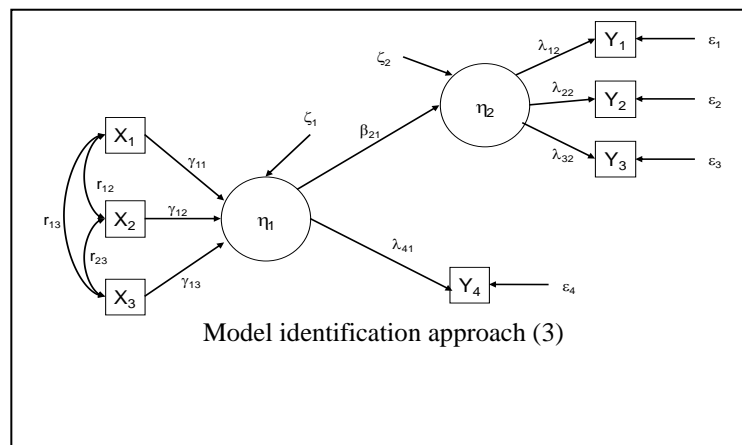 Y1
ε1
λ12
ζ2
λ22
η2
Y2
ε2
β21
λ32
Y3
ε3
ζ1
X1
γ11
r12
r13
X2
γ12
η1
r23
λ41
X3
γ13
Y4
ε4
Model identification approach (3)